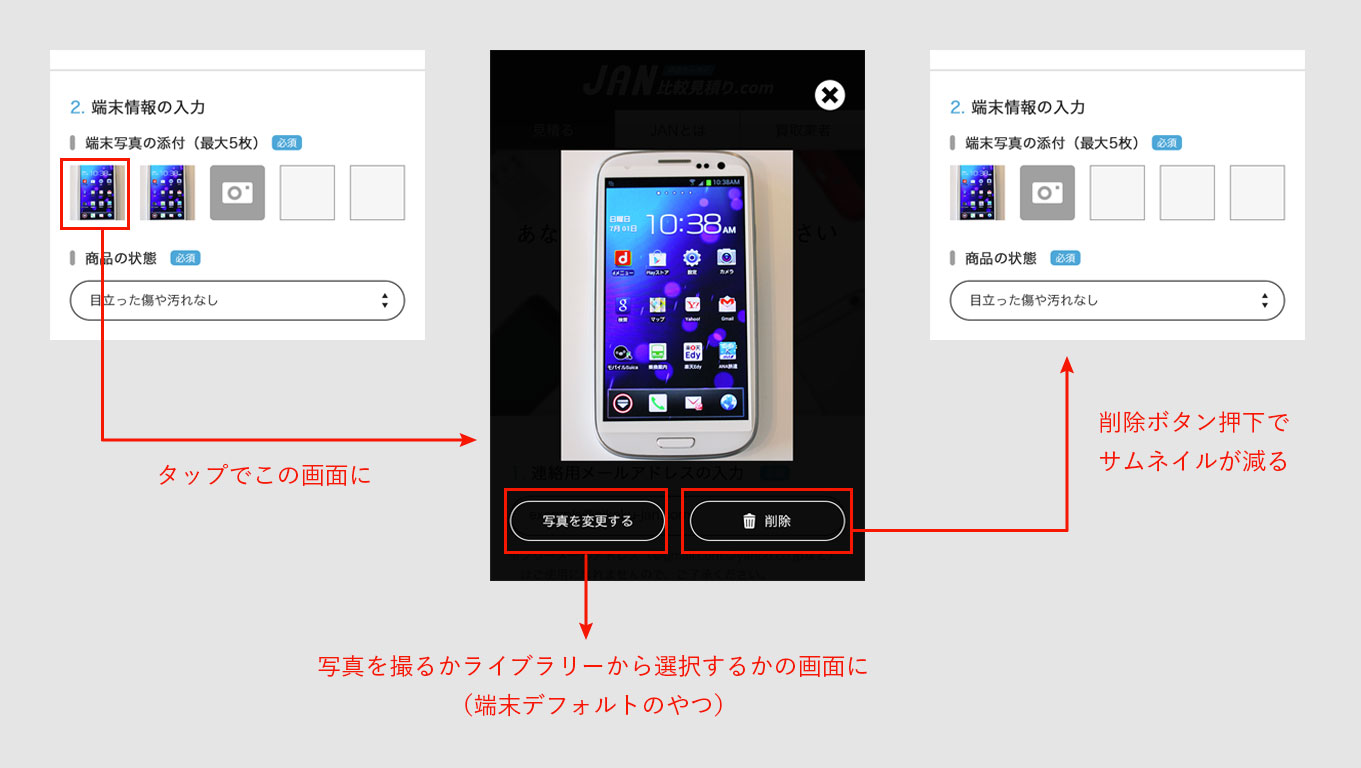 2. 端末情報の入力
端末写真の添付（最大5枚） 必須
商品の状態 必須
目立った傷や汚れなし
タップでこの画面に
JAN
比較見積り.com
見積る JANとは 買取業者
10:38AM
日曜日
7月 01日
10:38 AM
あな さい
dメニュー Playストア 設定 カメラ
検索 マップ Yahoo! Gmail
モバイルSuica 乗換案内 楽天Edy
1. 連絡用メールアドレスの入力
写真を変更する
削除
ご了承ください。
写真を撮るかライブラリーから選択するかの画面に
（端末デフォルトのやつ）
2. 端末情報の入力
端末写真の添付（最大5枚） 必須
商品の状態 必須
目立った傷や汚れなし
削除ボタン押下で
サムネイルが減る